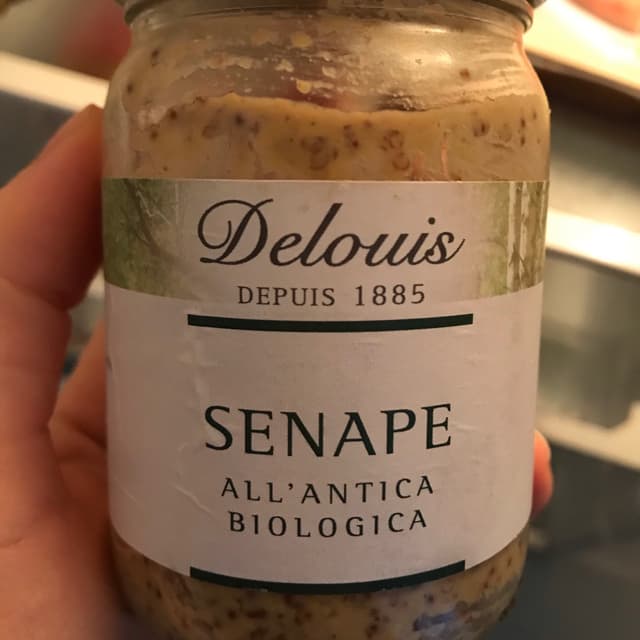 Delouis
DEPUIS 1885
SENAPE
ALL'ANTICA
BIOLOGICA